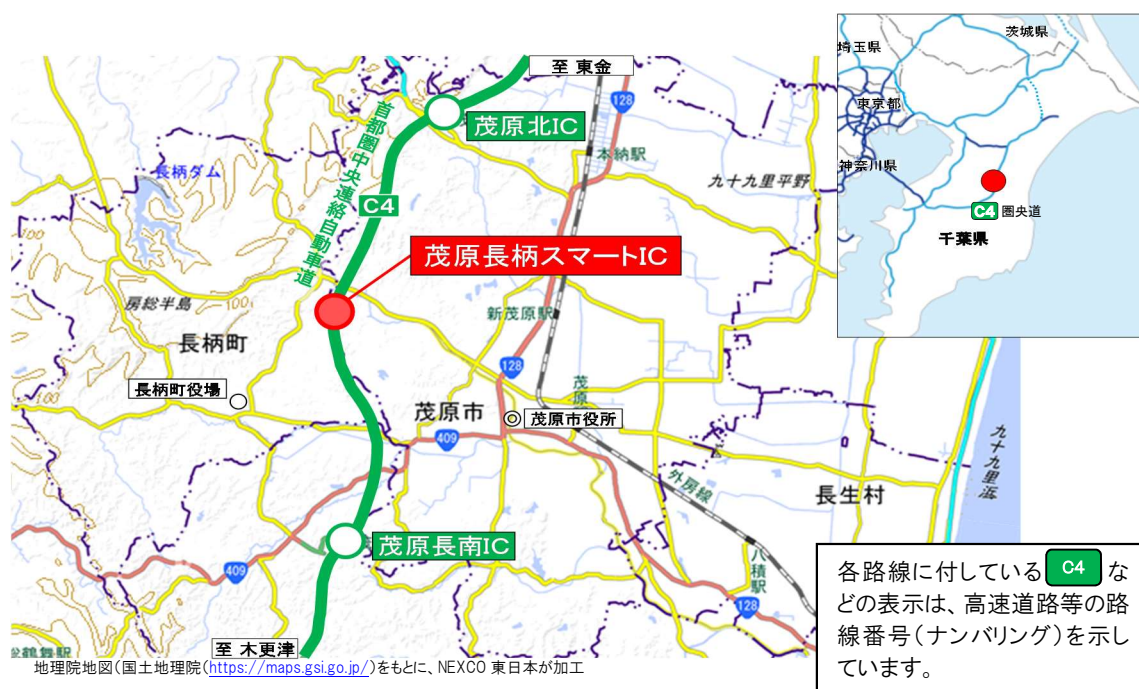 茨城県
埼玉県
東京都
神奈川県
C4 圏央道
千葉県
至 東金
128
茂原北IC
首都圏中央連絡自動車道
本納駅
長柄ダム
九十九里平野
C4
100
茂原長柄スマートIC
房総半島
100
新茂原駅
長柄町
128
長柄町役場
茂原
100
茂原市
茂原市役所
409
九十九里浜
外房線
長生村
茂原長南IC
八積駅
409
128
至 木更津
地理院地図(国土地理院(https://maps.gsi.go.jp/)をもとに、NEXCO 東日本が加工
各路線に付している C4 な
どの表示は、高速道路等の路
線番号(ナンバリング)を示し
ています。